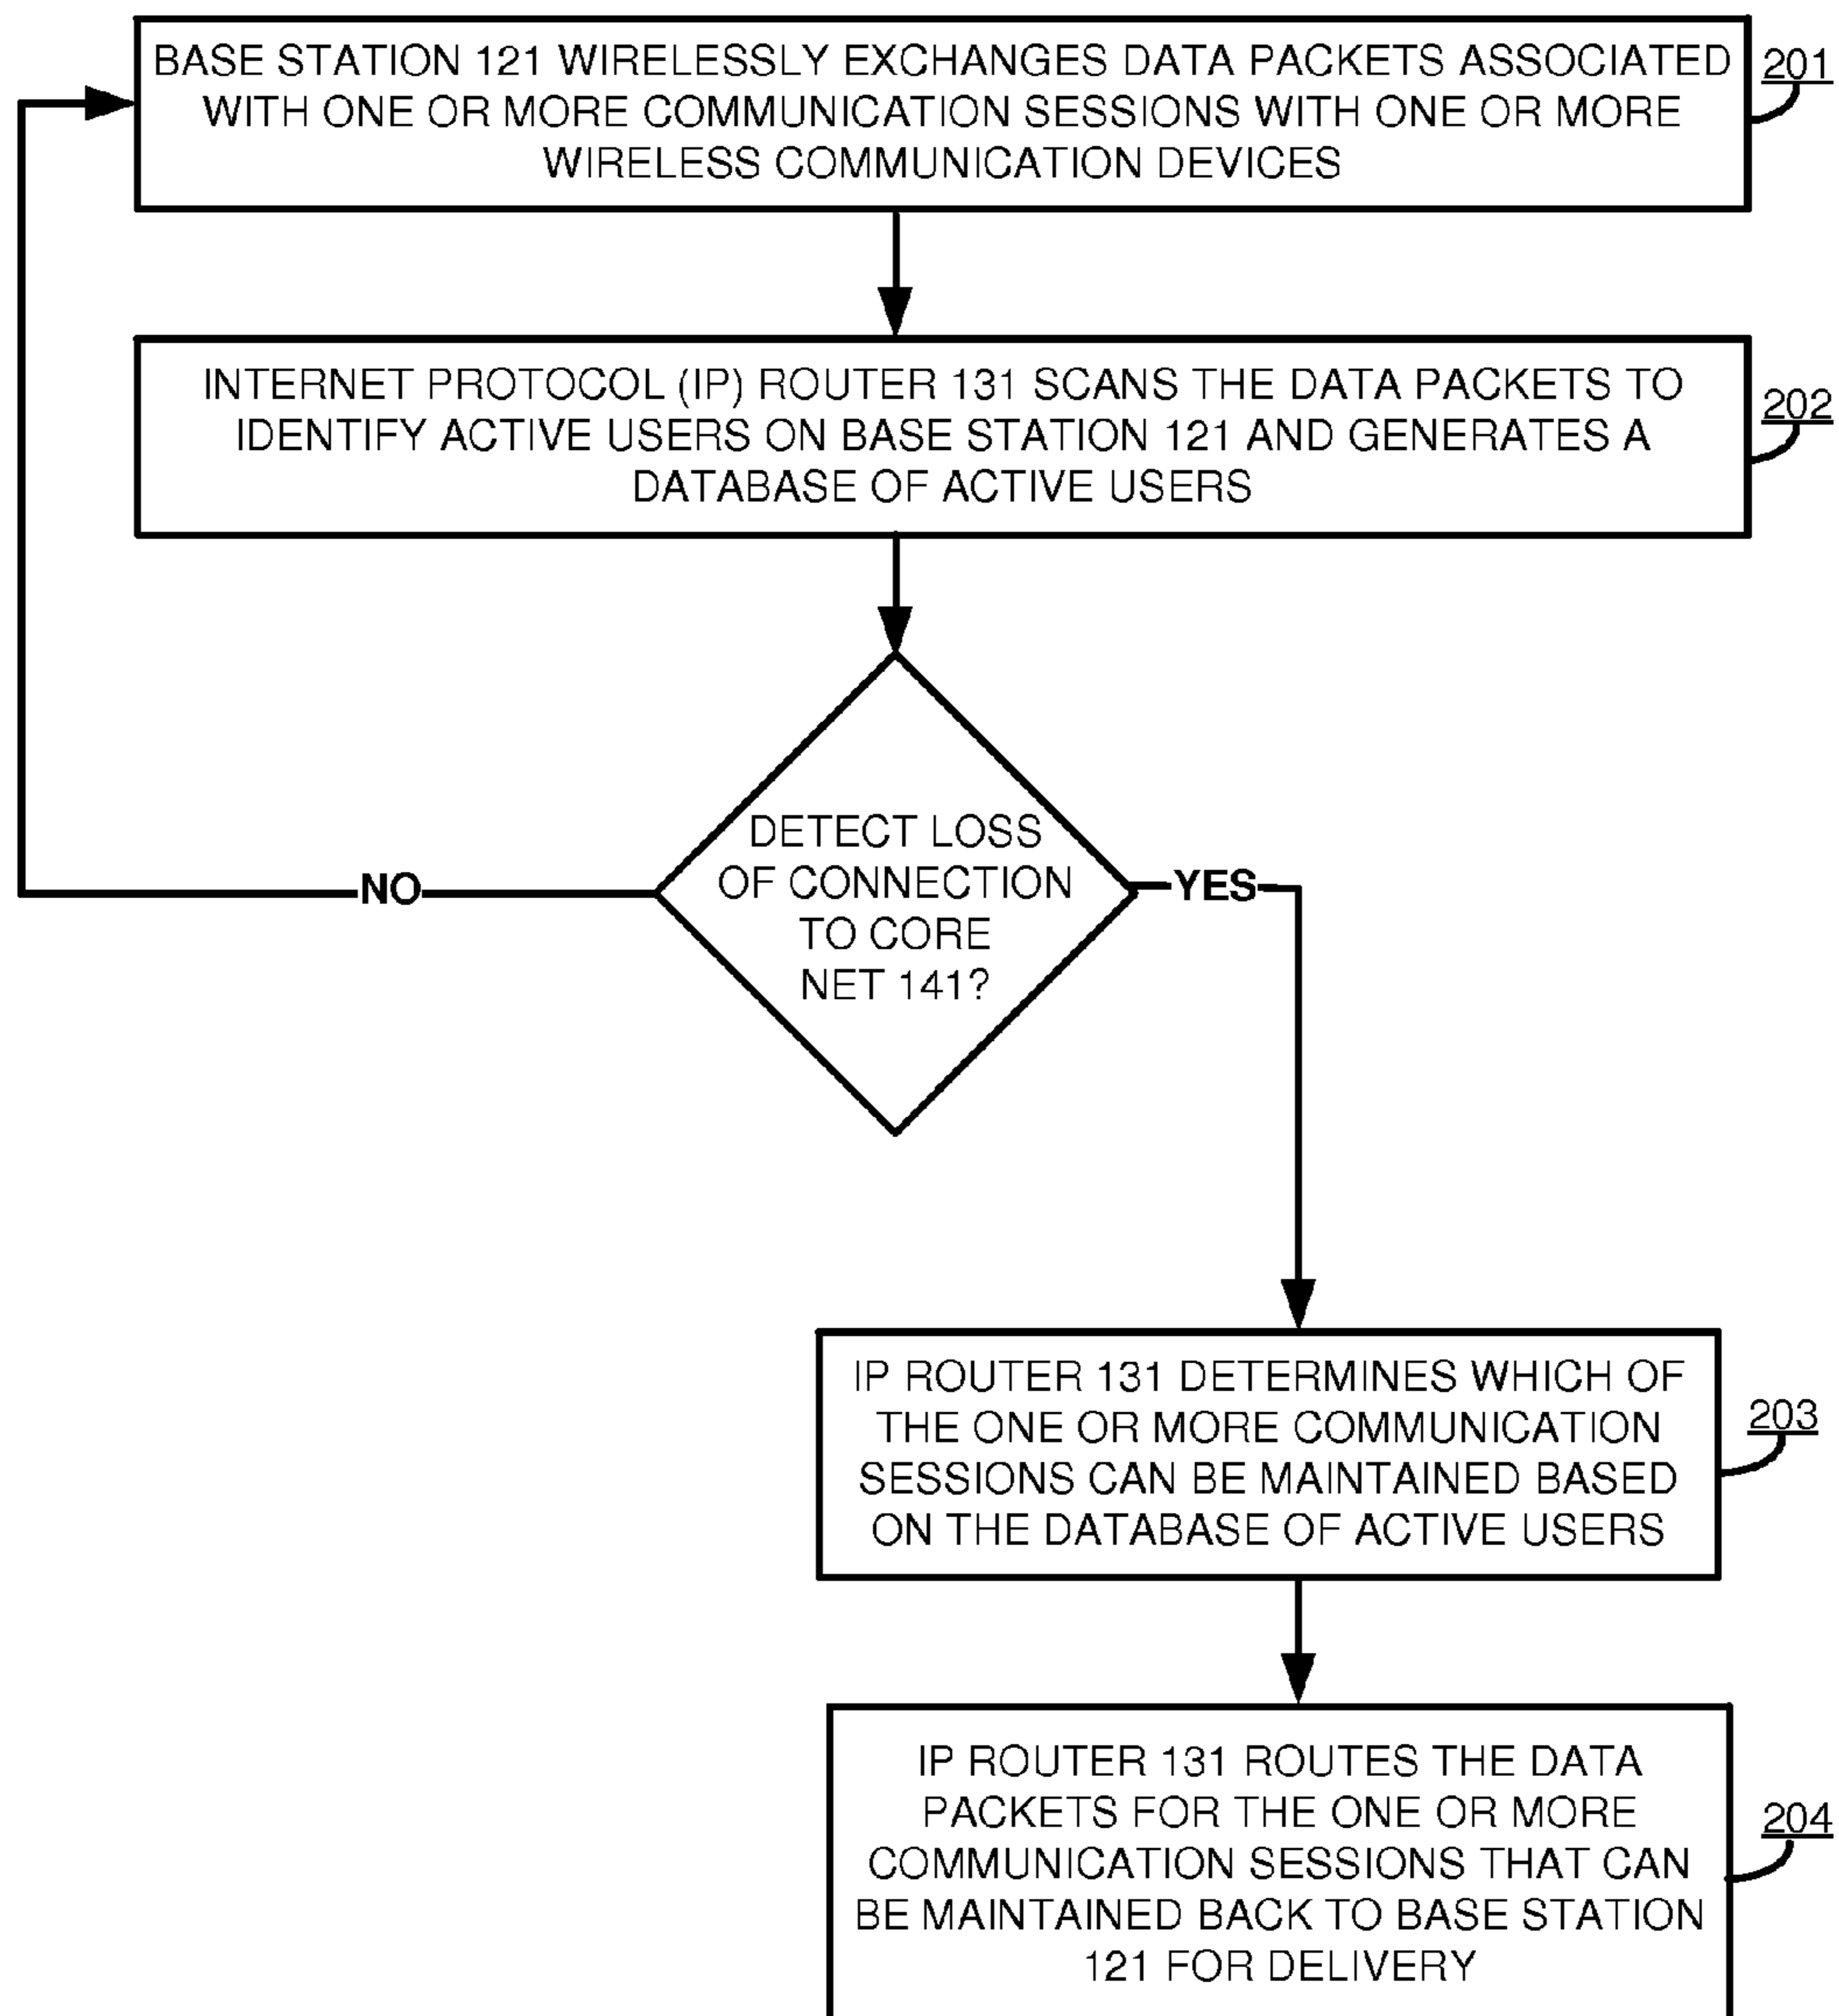 BASE STATION 121 WIRELESSLY EXCHANGES DATA PACKETS ASSOCIATED
WITH ONE OR MORE COMMUNICATION SESSIONS WITH ONE OR MORE
WIRELESS COMMUNICATION DEVICES
201
INTERNET PROTOCOL (IP) ROUTER 131 SCANS THE DATA PACKETS TO
IDENTIFY ACTIVE USERS ON BASE STATION 121 AND GENERATES A
DATABASE OF ACTIVE USERS
202
DETECT LOSS
OF CONNECTION
TO CORE
NET 141?
NO
YES
IP ROUTER 131 DETERMINES WHICH OF
THE ONE OR MORE COMMUNICATION
SESSIONS CAN BE MAINTAINED BASED
ON THE DATABASE OF ACTIVE USERS
203
IP ROUTER 131 ROUTES THE DATA
PACKETS FOR THE ONE OR MORE
COMMUNICATION SESSIONS THAT CAN
BE MAINTAINED BACK TO BASE STATION
121 FOR DELIVERY
204